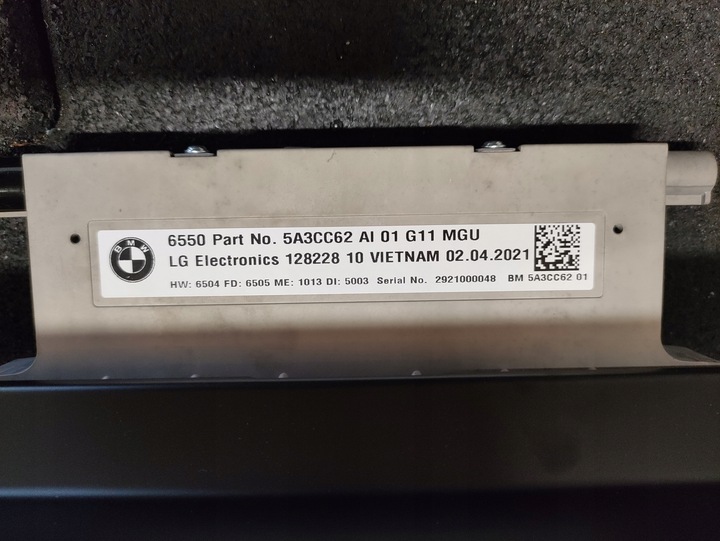 BMW
6550 Part No. 5A3CC62 AI 01 G11 MGU
LG Electronics 128228 10 VIETNAM 02.04.2021
HW: 6504 FD: 6505 ME: 1013 DI: 5003 Serial No. 2921000048 BM 5A3CC62 01